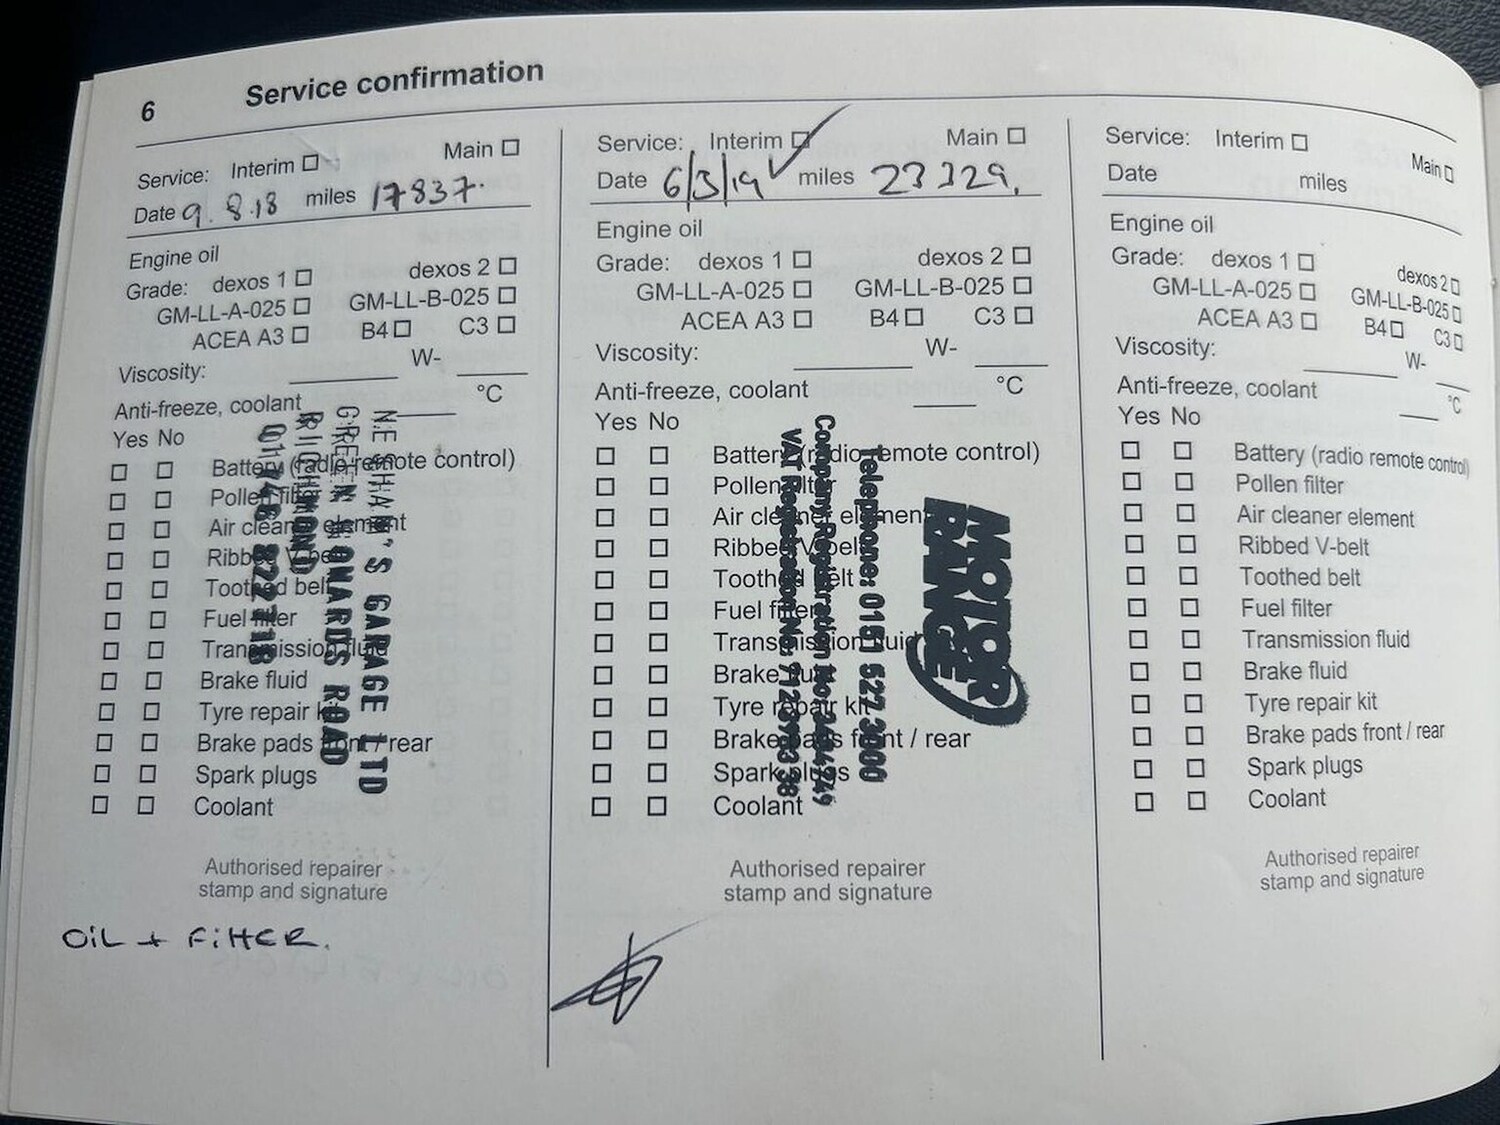 6 Service confirmation
Service: Interim Main
Date 9.8.18 miles 17837.
Engine oil
Grade: dexos 1 dexos 2
GM-LL-A-025 GM-LL-B-025
ACEA A3 B4 C3
Viscosity: W-
Anti-freeze, coolant °C
Yes No
Battery (radio remote control)
Pollen filter
Air cleaner element
Ribbed V-belt
Toothed belt
Fuel filter
Transmission fluid
Brake fluid
Tyre repair kit
Brake pads front / rear
Spark plugs
Coolant
GARAGE LTD
GREEN ROAD
RICHMOND
Authorised repairer
stamp and signature
OIL + FILTER.
Service: Interim Main
Date 6/3/19 miles 23329.
Engine oil
Grade: dexos 1 dexos 2
GM-LL-A-025 GM-LL-B-025
ACEA A3 B4 C3
Viscosity: W-
Anti-freeze, coolant °C
Yes No
Battery (radio remote control)
Pollen filter
Air cleaner element
Ribbed V-belt
Toothed belt
Fuel filter
Transmission fluid
Brake fluid
Tyre repair kit
Brake pads front / rear
Spark plugs
Coolant
MOTOR
RANGE
Telephone: 0151 522 3000
Company Registration No.
VAT Registration No.
Authorised repairer
stamp and signature
Service: Interim Main
Date miles
Engine oil
Grade: dexos 1 dexos 2
GM-LL-A-025 GM-LL-B-025
ACEA A3 B4 C3
Viscosity: W-
Anti-freeze, coolant °C
Yes No
Battery (radio remote control)
Pollen filter
Air cleaner element
Ribbed V-belt
Toothed belt
Fuel filter
Transmission fluid
Brake fluid
Tyre repair kit
Brake pads front / rear
Spark plugs
Coolant
Authorised repairer
stamp and signature